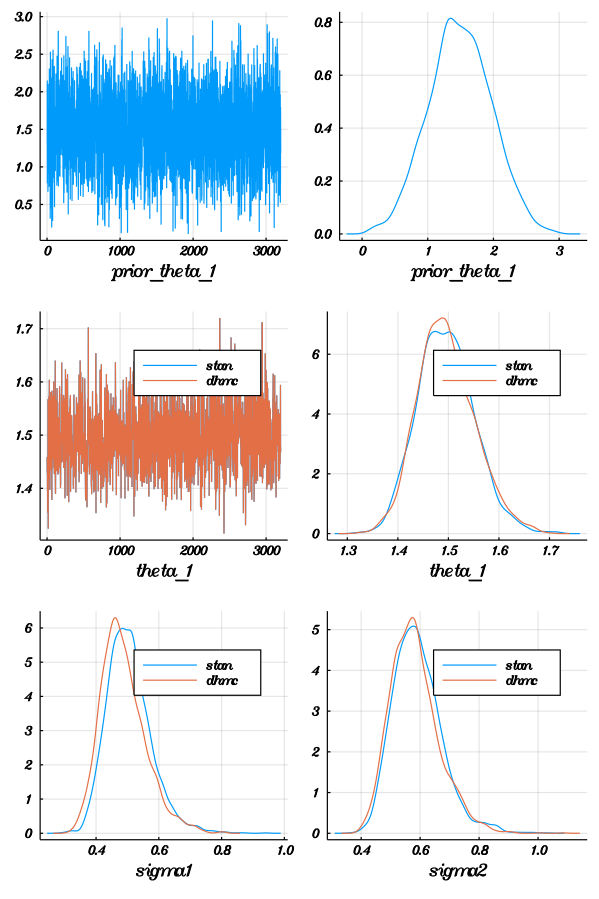 3.0
2.5
2.0
1.5
1.0
0.5
0 1000 2000 3000
prior_theta_1
0.8
0.6
0.4
0.2
0.0
0 1 2 3
prior_theta_1
1.7
1.6
1.5
1.4
stan
dhmc
0 1000 2000 3000
theta_1
6
4
2
0
stan
dhmc
1.3 1.4 1.5 1.6 1.7
theta_1
6
5
4
3
2
1
0
stan
dhmc
0.4 0.6 0.8 1.0
sigma1
5
4
3
2
1
0
stan
dhmc
0.4 0.6 0.8 1.0
sigma2